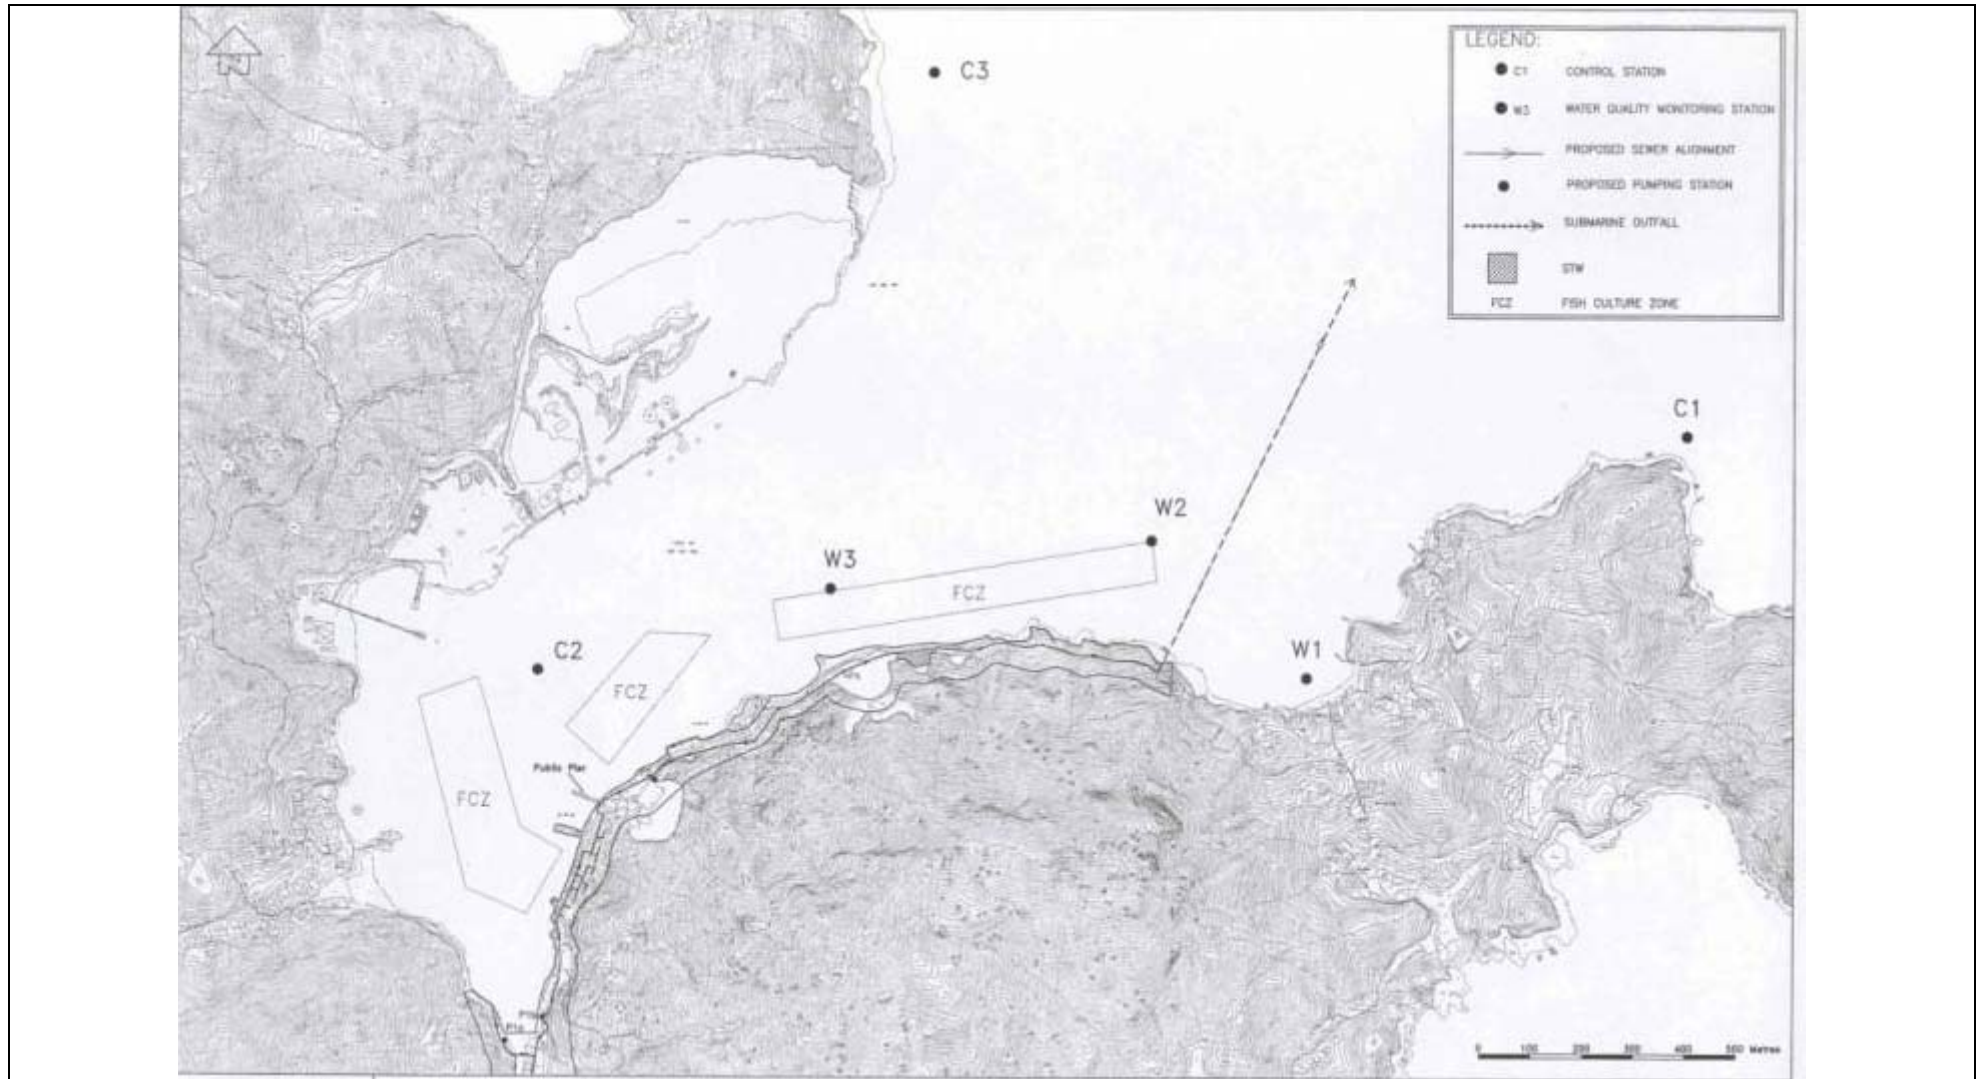 N
C3
LEGEND:
C1 CONTROL STATION
W3 WATER QUALITY MONITORING STATION
PROPOSED SEWER ALIGNMENT
PROPOSED PUMPING STATION
SUBMARINE OUTFALL
STW
FCZ FISH CULTURE ZONE
C1
W2
W3
FCZ
C2
W1
FCZ
Public Pier
FCZ
0 100 200 300 400 500 Metres